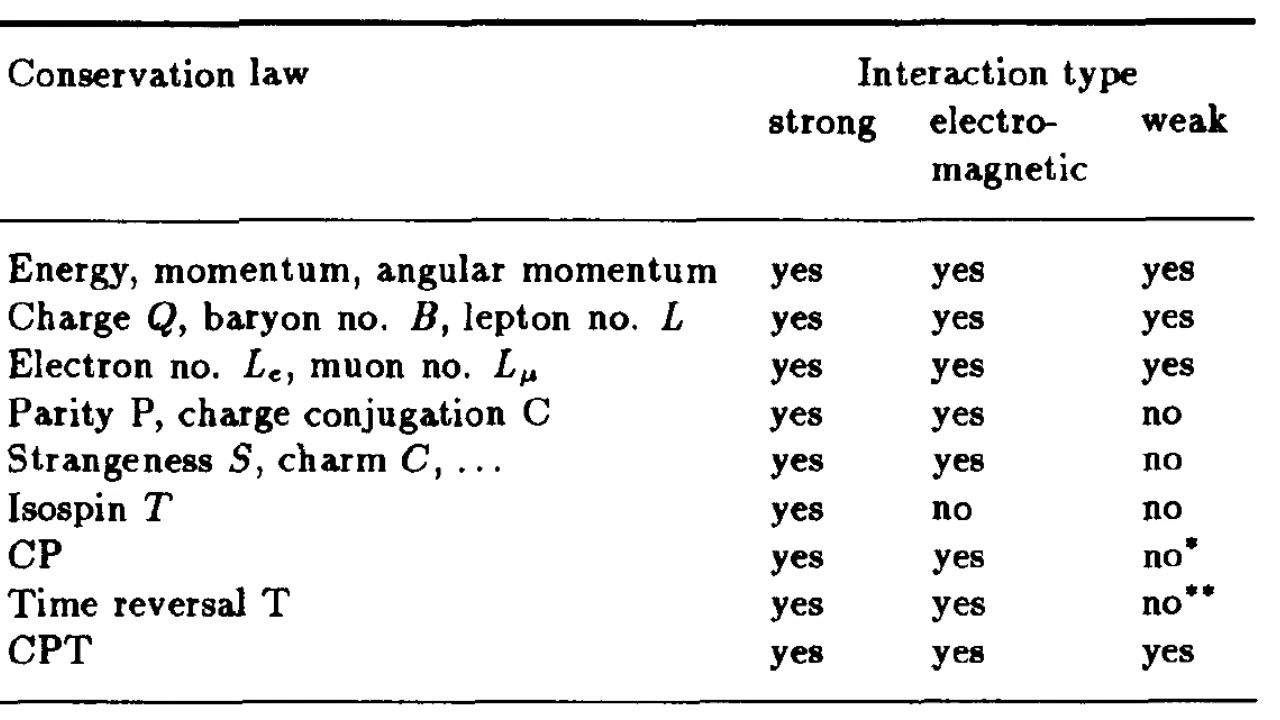 Conservation law Interaction type
strong electro- weak
magnetic
Energy, momentum, angular momentum yes yes yes
Charge Q, baryon no. B, lepton no. L yes yes yes
Electron no. Lₑ, muon no. L_μ yes yes yes
Parity P, charge conjugation C yes yes no
Strangeness S, charm C, ... yes yes no
Isospin T yes no no
CP yes yes no*
Time reversal T yes yes no**
CPT yes yes yes